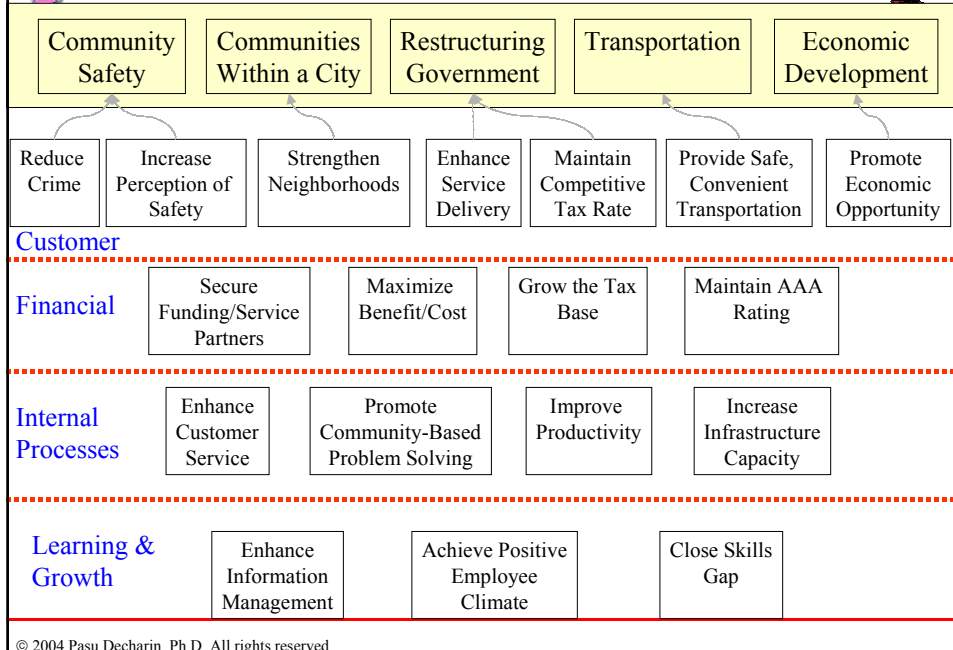 Community
Safety
Communities
Within a City
Restructuring
Government
Transportation
Economic
Development
Reduce
Crime
Increase
Perception of
Safety
Strengthen
Neighborhoods
Enhance
Service
Delivery
Maintain
Competitive
Tax Rate
Provide Safe,
Convenient
Transportation
Promote
Economic
Opportunity
Customer
Financial
Secure
Funding/Service
Partners
Maximize
Benefit/Cost
Grow the Tax
Base
Maintain AAA
Rating
Internal
Processes
Enhance
Customer
Service
Promote
Community-Based
Problem Solving
Improve
Productivity
Increase
Infrastructure
Capacity
Learning &
Growth
Enhance
Information
Management
Achieve Positive
Employee
Climate
Close Skills
Gap
© 2004 Pasu Decharin, Ph.D. All rights reserved